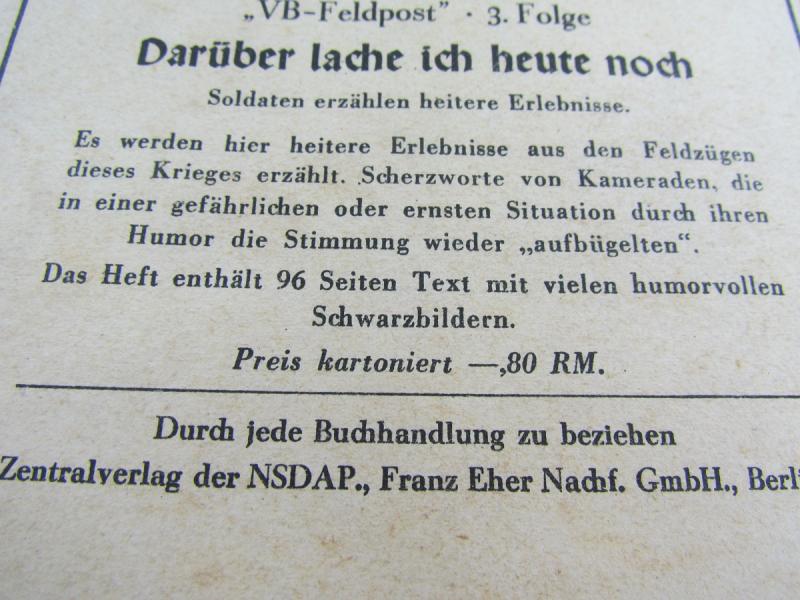 „VB-Feldpost” · 3. Folge
Darüber lache ich heute noch
Soldaten erzählen heitere Erlebnisse.
Es werden hier heitere Erlebnisse aus den Feldzügen
dieses Krieges erzählt. Scherzworte von Kameraden, die
in einer gefährlichen oder ernsten Situation durch ihren
Humor die Stimmung wieder „aufbügelten“.
Das Heft enthält 96 Seiten Text mit vielen humorvollen
Schwarzbildern.
Preis kartoniert —,80 RM.
Durch jede Buchhandlung zu beziehen
Zentralverlag der NSDAP., Franz Eher Nachf. GmbH., Berli